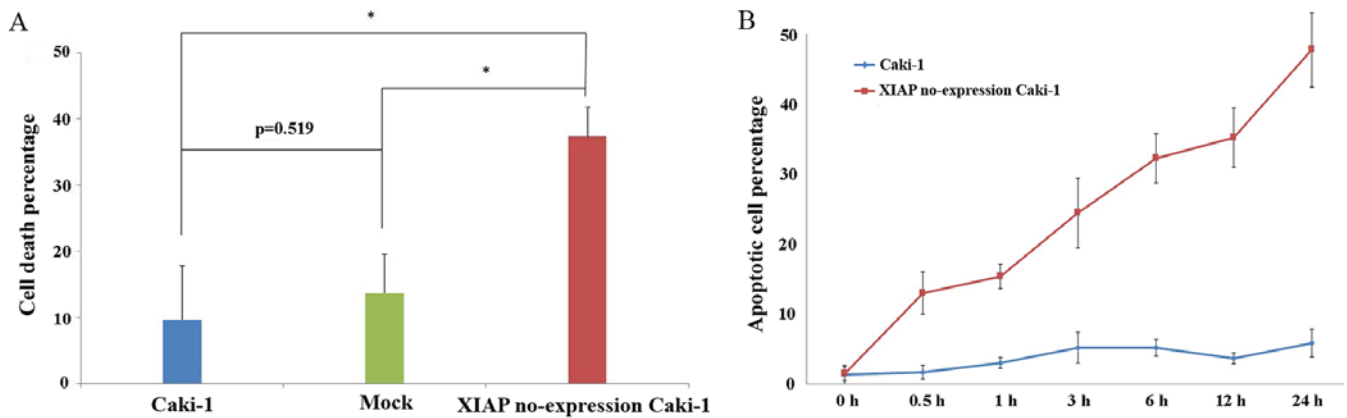 A
*
*
p=0.519
Cell death percentage
50
40
30
20
10
0
Caki-1
Mock
XIAP no-expression Caki-1
B
Caki-1
XIAP no-expression Caki-1
Apoptotic cell percentage
50
40
30
20
10
0
0 h
0.5 h
1 h
3 h
6 h
12 h
24 h